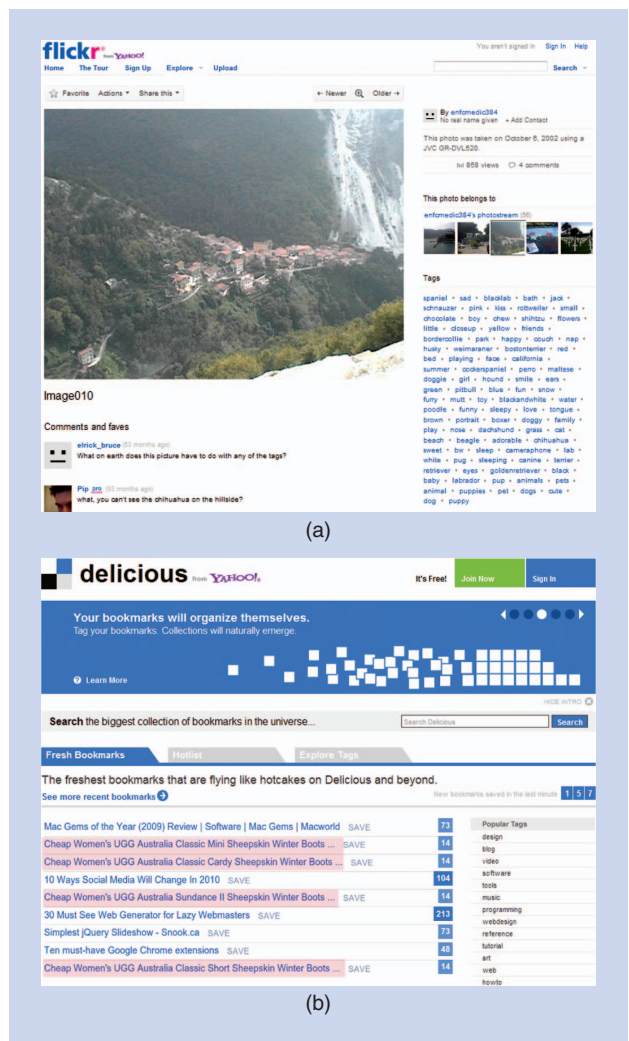 flickr from YAHOO!
You aren't signed in Sign In Help
Home The Tour Sign Up Explore Upload
Search
Favorite Actions Share this
← Newer Older →
By enfcmedic384
No real name given + Add Contact
This photo was taken on October 6, 2002 using a
JVC GR-DVL520.
868 views 4 comments
This photo belongs to
enfcmedic384's photostream (56)
Tags
spaniel • sad • blacklab • bath • jack •
schnauzer • pink • kiss • rottweiler • small •
chocolate • boy • chew • shihtzu • flowers •
little • closeup • yellow • friends •
bordercollie • park • happy • couch • nap •
husky • weimaraner • bostonterrier • red •
bed • playing • face • california •
summer • cockerspaniel • perro • maltese •
doggie • girl • hound • smile • ears •
green • pitbull • blue • fun • snow •
furry • mutt • toy • blackandwhite • water •
poodle • funny • sleepy • love • tongue •
brown • portrait • boxer • doggy • family •
play • nose • dachshund • grass • cat •
beach • beagle • adorable • chihuahua •
sweet • bw • sleep • cameraphone • lab •
white • pug • sleeping • canine • terrier •
retriever • eyes • goldenretriever • black •
baby • labrador • pup • animals • pets •
animal • puppies • pet • dogs • cute •
dog • puppy
Image010
Comments and faves
elrick_bruce (53 months ago)
What on earth does this picture have to do with any of the tags?
Pip pro (53 months ago)
what, you can't see the chihuahua on the hillside?
(a)
delicious from YAHOO!
It's Free! Join Now Sign In
Your bookmarks will organize themselves.
Tag your bookmarks. Collections will naturally emerge.
? Learn More
HIDE INTRO
Search the biggest collection of bookmarks in the universe...
Search Delicious Search
Fresh Bookmarks Hotlist Explore Tags
The freshest bookmarks that are flying like hotcakes on Delicious and beyond.
See more recent bookmarks
New bookmarks saved in the last minute 1 5 7
Mac Gems of the Year (2009) Review | Software | Mac Gems | Macworld SAVE 73
Cheap Women's UGG Australia Classic Mini Sheepskin Winter Boots ... SAVE 14
Cheap Women's UGG Australia Classic Cardy Sheepskin Winter Boots ... SAVE 14
10 Ways Social Media Will Change In 2010 SAVE 104
Cheap Women's UGG Australia Sundance II Sheepskin Winter Boots ... SAVE 14
30 Must See Web Generator for Lazy Webmasters SAVE 213
Simplest jQuery Slideshow - Snook.ca SAVE 73
Ten must-have Google Chrome extensions SAVE 48
Cheap Women's UGG Australia Classic Short Sheepskin Winter Boots ... SAVE 14
Popular Tags
design
blog
video
software
tools
music
programming
webdesign
reference
tutorial
art
web
howto
(b)